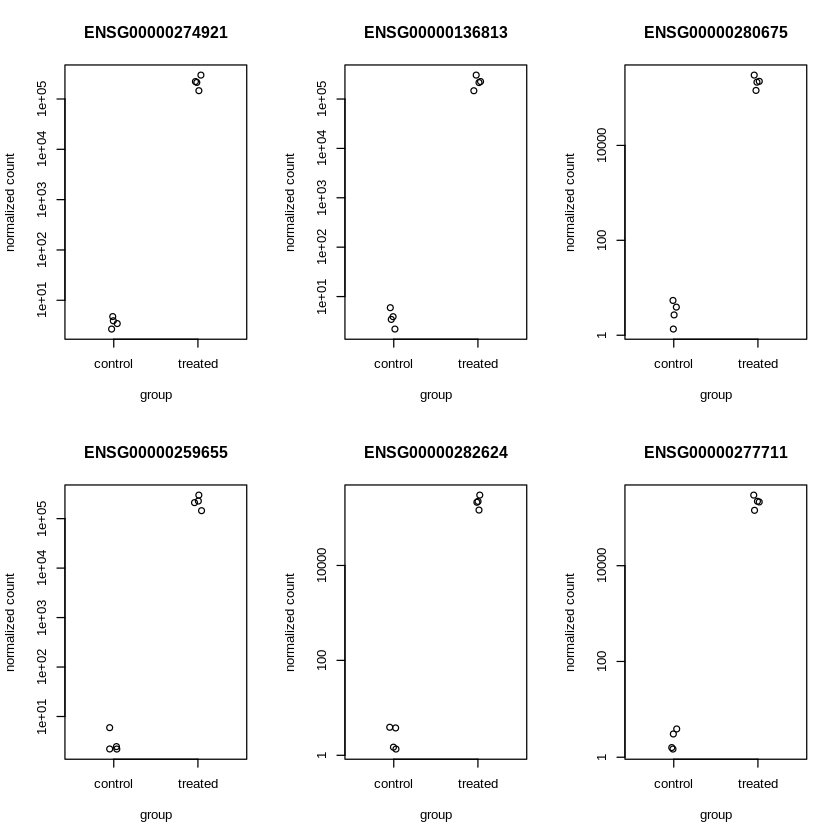 ENSG00000274921
normalized count
1e+05
1e+04
1e+03
1e+02
1e+01
control treated
group
ENSG00000136813
normalized count
1e+05
1e+04
1e+03
1e+02
1e+01
control treated
group
ENSG00000280675
normalized count
10000
100
1
control treated
group
ENSG00000259655
normalized count
1e+05
1e+04
1e+03
1e+02
1e+01
control treated
group
ENSG00000282624
normalized count
10000
100
1
control treated
group
ENSG00000277711
normalized count
10000
100
1
control treated
group